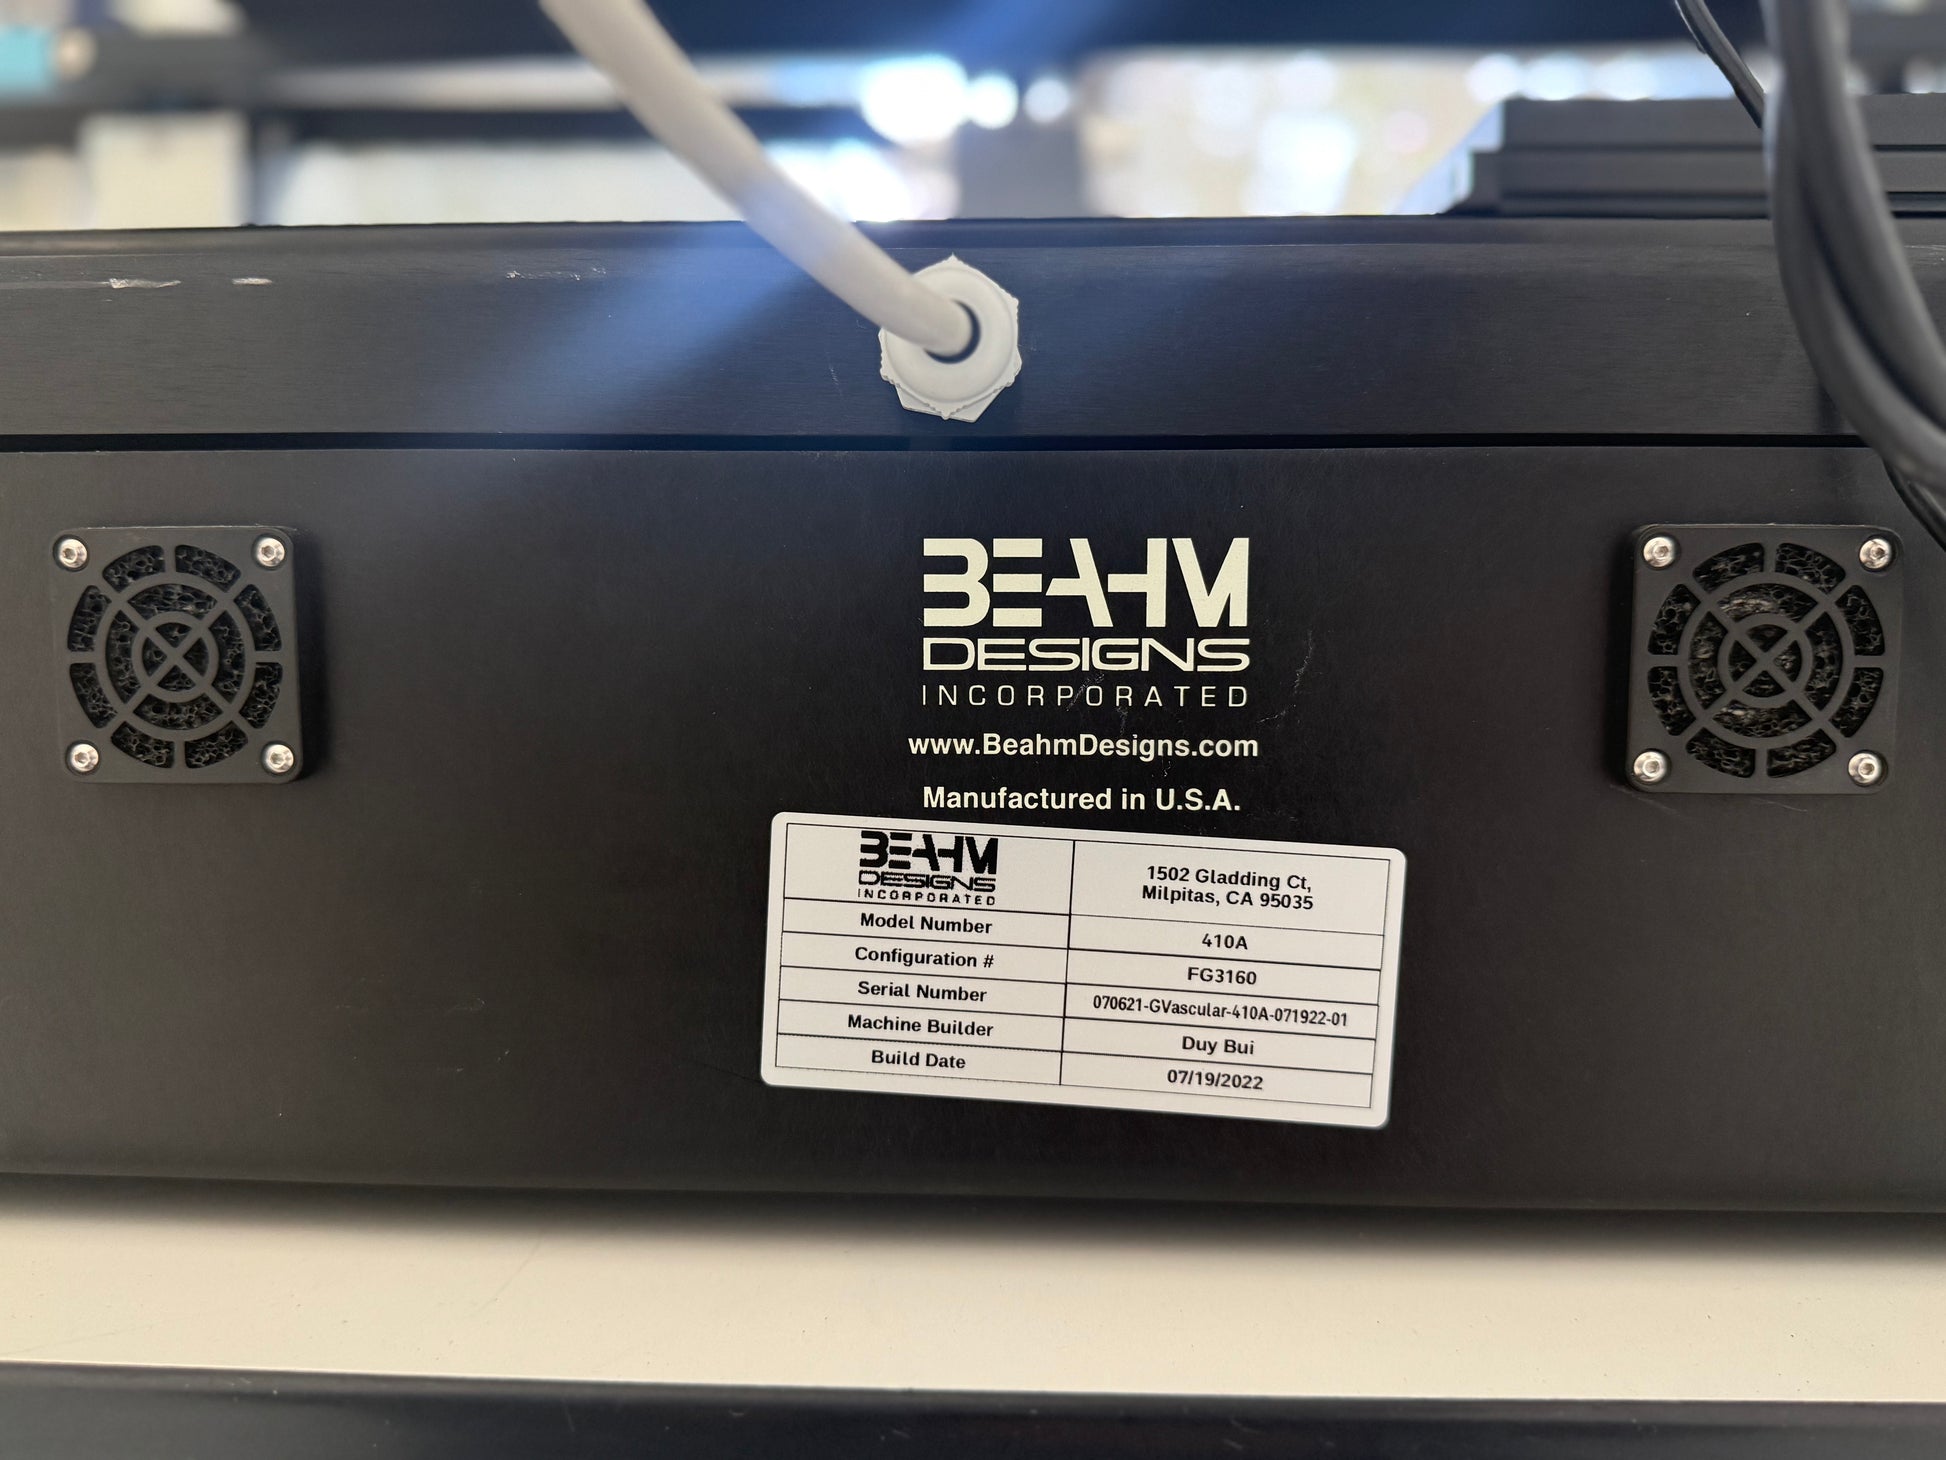 BEAHM
DESIGNS
INCORPORATED
www.BeahmDesigns.com
Manufactured in U.S.A.
BEAHM
DESIGNS
INCORPORATED
1502 Gladding Ct,
Milpitas, CA 95035
Model Number 410A
Configuration # FG3160
Serial Number 070621-GVascular-410A-071922-01
Machine Builder Duy Bui
Build Date 07/19/2022